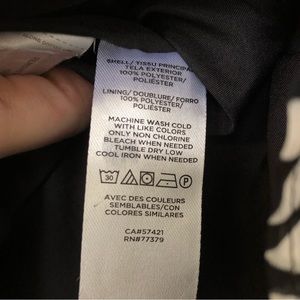 SHELL/ TISSU PRINCIPAL
TELA EXTERIOR
100% POLYESTER/
POLIÉSTER
LINING/ DOUBLURE/ FORRO
100% POLYESTER/
POLIÉSTER
MACHINE WASH COLD
WITH LIKE COLORS
ONLY NON CHLORINE
BLEACH WHEN NEEDED
TUMBLE DRY LOW
COOL IRON WHEN NEEDED
30 P
AVEC DES COULEURS
SEMBLABLES/CON
COLORES SIMILARES
CA#57421
RN#77379